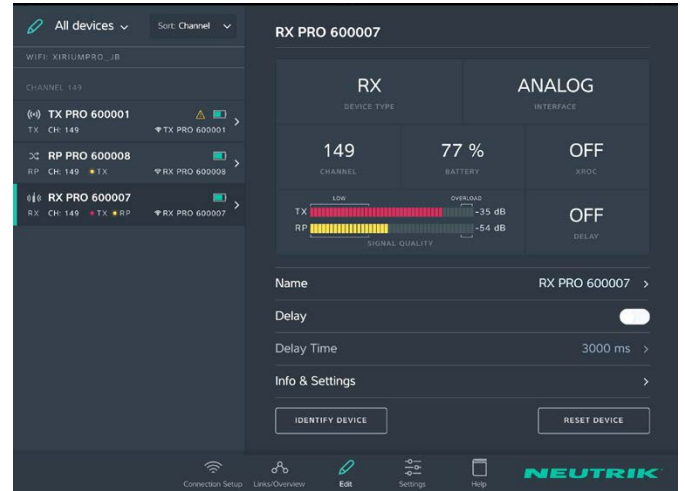 All devices
Sort: Channel
WIFI: XIRIUMPRO_JB
CHANNEL 149
TX PRO 600001
TX CH: 149 TX PRO 600001
RP PRO 600008
RP CH: 149 TX RX PRO 600008
RX PRO 600007
RX CH: 149 TX RP RX PRO 600007
RX PRO 600007
RX
DEVICE TYPE
ANALOG
INTERFACE
149
CHANNEL
77 %
BATTERY
OFF
XROC
LOW OVERLOAD
TX -35 dB
RP -54 dB
SIGNAL QUALITY
OFF
DELAY
Name RX PRO 600007
Delay
Delay Time 3000 ms
Info & Settings
IDENTIFY DEVICE
RESET DEVICE
Connection Setup
Links/Overview
Edit
Settings
Help
NEUTRIK